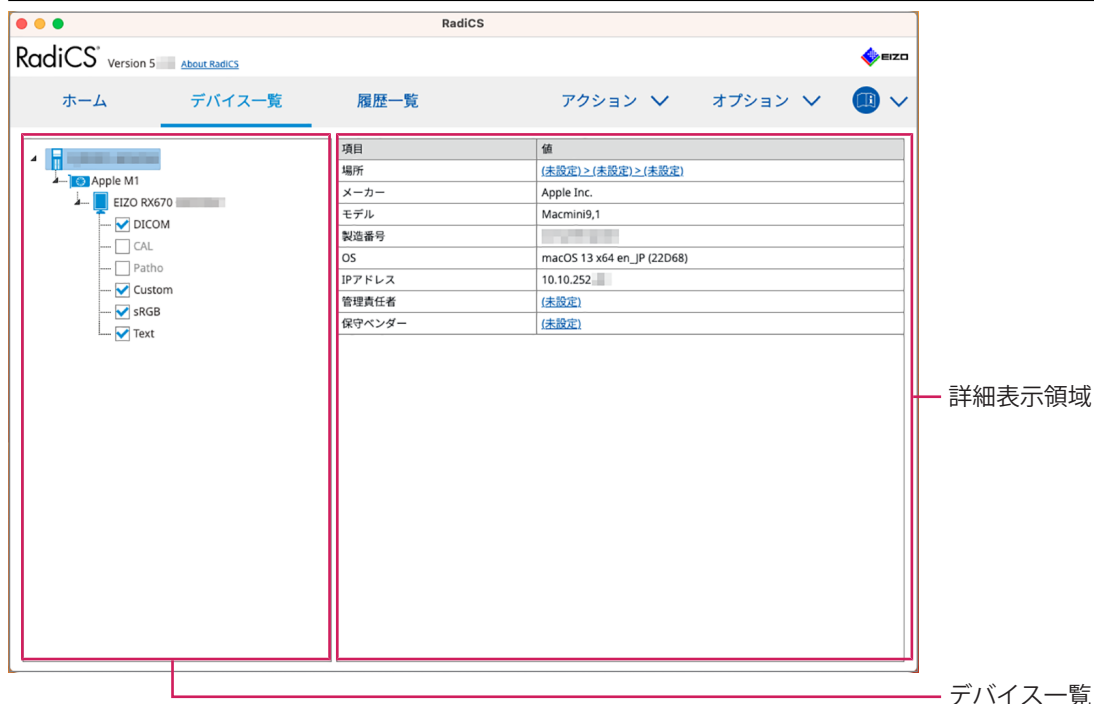 RadiCS
RadiCS® Version 5 About RadiCS
EIZO
ホーム デバイス一覧 履歴一覧 アクション オプション
Apple M1
EIZO RX670
DICOM
CAL
Patho
Custom
sRGB
Text
項目 値
場所 (未設定) > (未設定) > (未設定)
メーカー Apple Inc.
モデル Macmini9,1
製造番号
OS macOS 13 x64 en_JP (22D68)
IPアドレス 10.10.252
管理責任者 (未設定)
保守ベンダー (未設定)
詳細表示領域
デバイス一覧